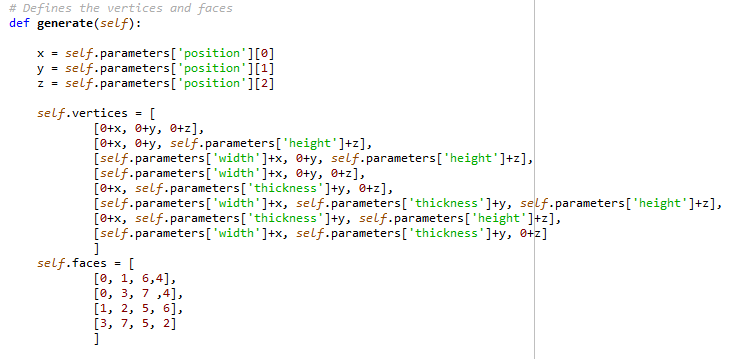 # Defines the vertices and faces
def generate(self):
x = self.parameters['position'][0]
y = self.parameters['position'][1]
z = self.parameters['position'][2]
self.vertices = [
[0+x, 0+y, 0+z],
[0+x, 0+y, self.parameters['height']+z],
[self.parameters['width']+x, 0+y, self.parameters['height']+z],
[self.parameters['width']+x, 0+y, 0+z],
[0+x, self.parameters['thickness']+y, 0+z],
[self.parameters['width']+x, self.parameters['thickness']+y, self.parameters['height']+z],
[0+x, self.parameters['thickness']+y, self.parameters['height']+z],
[self.parameters['width']+x, self.parameters['thickness']+y, 0+z]
]
self.faces = [
[0, 1, 6,4],
[0, 3, 7 ,4],
[1, 2, 5, 6],
[3, 7, 5, 2]
]